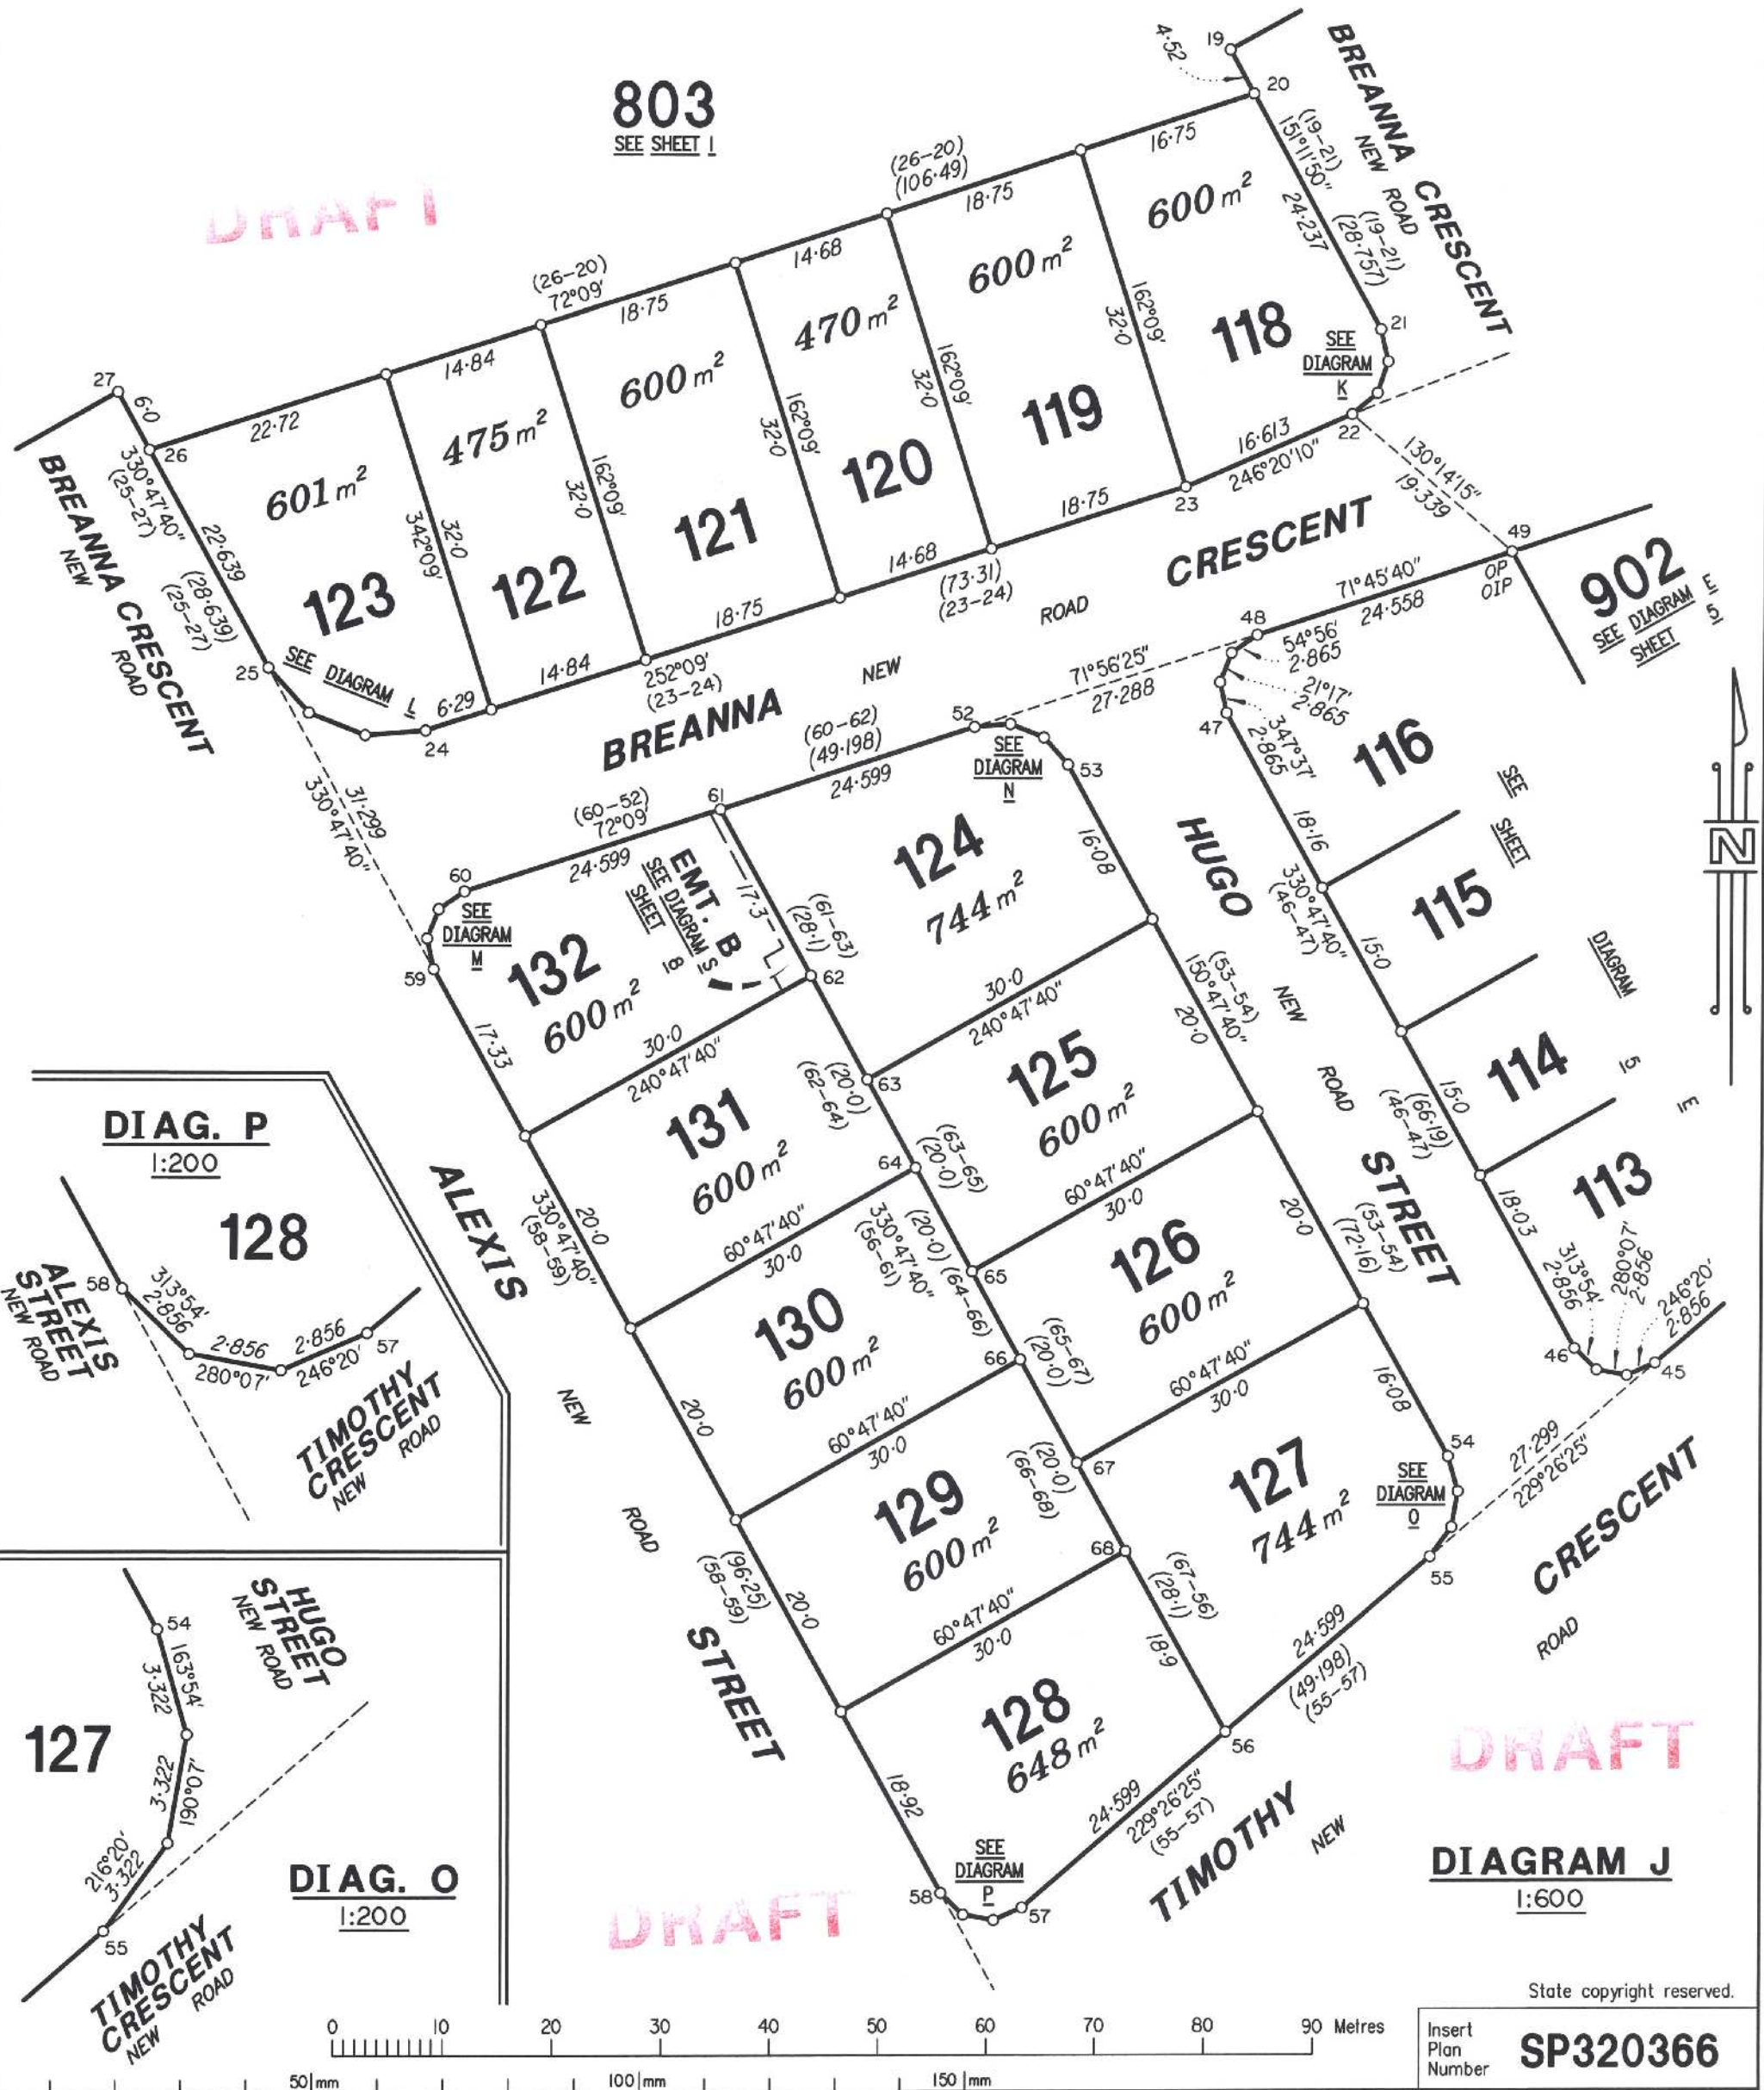 803
SEE SHEET 1
DRAFT
4·52
19
20
BREANNA CRESCENT
NEW ROAD
(19-21)
151°11'50"
24·237
(19-21)
(28·757)
21
(26-20)
(106·49)
16·75
18·75
14·68
(26-20)
72°09'
18·75
14·84
22·72
600 m²
118
SEE
DIAGRAM
K
162°09'
32·0
600 m²
119
162°09'
32·0
470 m²
120
162°09'
32·0
600 m²
121
162°09'
32·0
475 m²
122
342°09'
32·0
601 m²
123
27
6·0
26
330°47'40"
(25-27)
22·639
(28·639)
(25-27)
BREANNA CRESCENT
NEW
ROAD
25
SEE DIAGRAM L
24
6·29
14·84
252°09'
(23-24)
18·75
14·68
(73·31)
(23-24)
18·75
23
16·613
246°20'10"
22
130°14'15"
19·339
49
OP
OIP
902
SEE DIAGRAM E
SHEET 5
BREANNA
NEW
ROAD
CRESCENT
71°45'40"
24·558
48
54°56'
2·865
21°17'
2·865
347°37'
2·865
47
71°56'25"
27·288
31·299
330°47'40"
(60-62)
(49·198)
24·599
52
SEE
DIAGRAM
N
53
61
(60-52)
72°09'
24·599
60
SEE
DIAGRAM
M
59
EMT. B
SEE DIAGRAM S
SHEET 18
17·3
(61-63)
(28·1)
62
132
600 m²
124
744 m²
16·08
HUGO
NEW
ROAD
STREET
116
18·16
330°47'40"
(46-47)
115
15·0
114
15·0
(66·19)
(46-47)
113
18·03
SEE
SHEET
DIAGRAM
15
E
N
313°54'
2·856
280°07'
2·856
246°20'
2·856
46
45
17·33
30·0
240°47'40"
30·0
240°47'40"
63
(20·0)
(62-64)
(53-54)
150°47'40"
20·0
131
600 m²
125
600 m²
64
(63-65)
(20·0)
60°47'40"
30·0
330°47'40"
(58-59)
20·0
60°47'40"
30·0
330°47'40"
(56-61)
(20·0)
(64-66)
65
126
600 m²
20·0
(53-54)
(72·16)
130
600 m²
66
(65-67)
(20·0)
60°47'40"
30·0
16·08
20·0
60°47'40"
30·0
(20·0)
(66-68)
67
129
600 m²
127
744 m²
54
SEE
DIAGRAM
O
55
27·299
229°26'25"
68
(67-56)
(28·1)
18·9
(96·25)
(58-59)
20·0
60°47'40"
30·0
128
648 m²
18·92
58
SEE
DIAGRAM
P
57
24·599
229°26'25"
(55-57)
56
24·599
(49·198)
(55-57)
ALEXIS
NEW
ROAD
STREET
TIMOTHY
NEW
ROAD
CRESCENT
DIAG. P
1:200
128
58
313°54'
2·856
2·856
280°07'
2·856
246°20'
57
ALEXIS
STREET
NEW ROAD
TIMOTHY
CRESCENT
NEW ROAD
HUGO
STREET
NEW ROAD
54
163°54'
3·322
127
3·322
190°07'
216°20'
3·322
55
TIMOTHY
CRESCENT
NEW ROAD
DIAG. O
1:200
DRAFT
DRAFT
DIAGRAM J
1:600
State copyright reserved.
0 10 20 30 40 50 60 70 80 90 Metres
50 mm 100 mm 150 mm
Insert
Plan
Number
SP320366